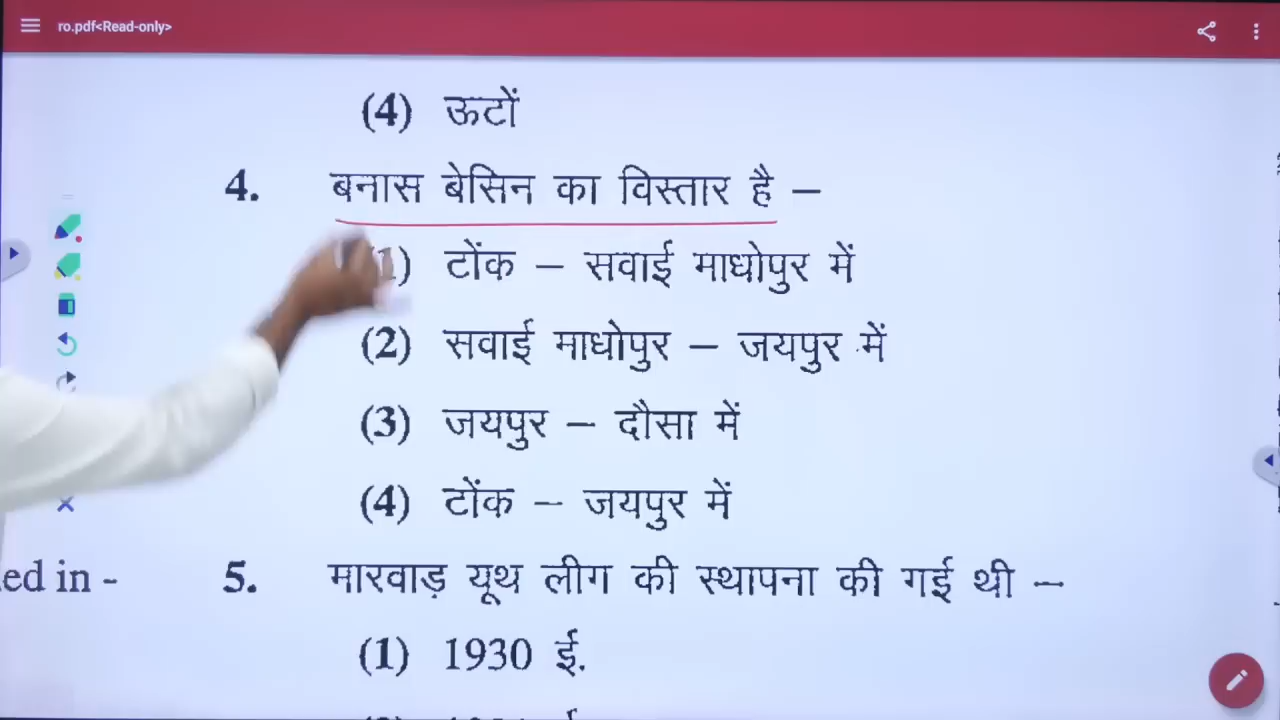 ro.pdf<Read-only>
(4) ऊटों
4. बनास बेसिन का विस्तार है –
1) टोंक – सवाई माधोपुर में
(2) सवाई माधोपुर – जयपुर में
(3) जयपुर – दौसा में
(4) टोंक – जयपुर में
ed in -
5. मारवाड़ यूथ लीग की स्थापना की गई थी –
(1) 1930 ई.